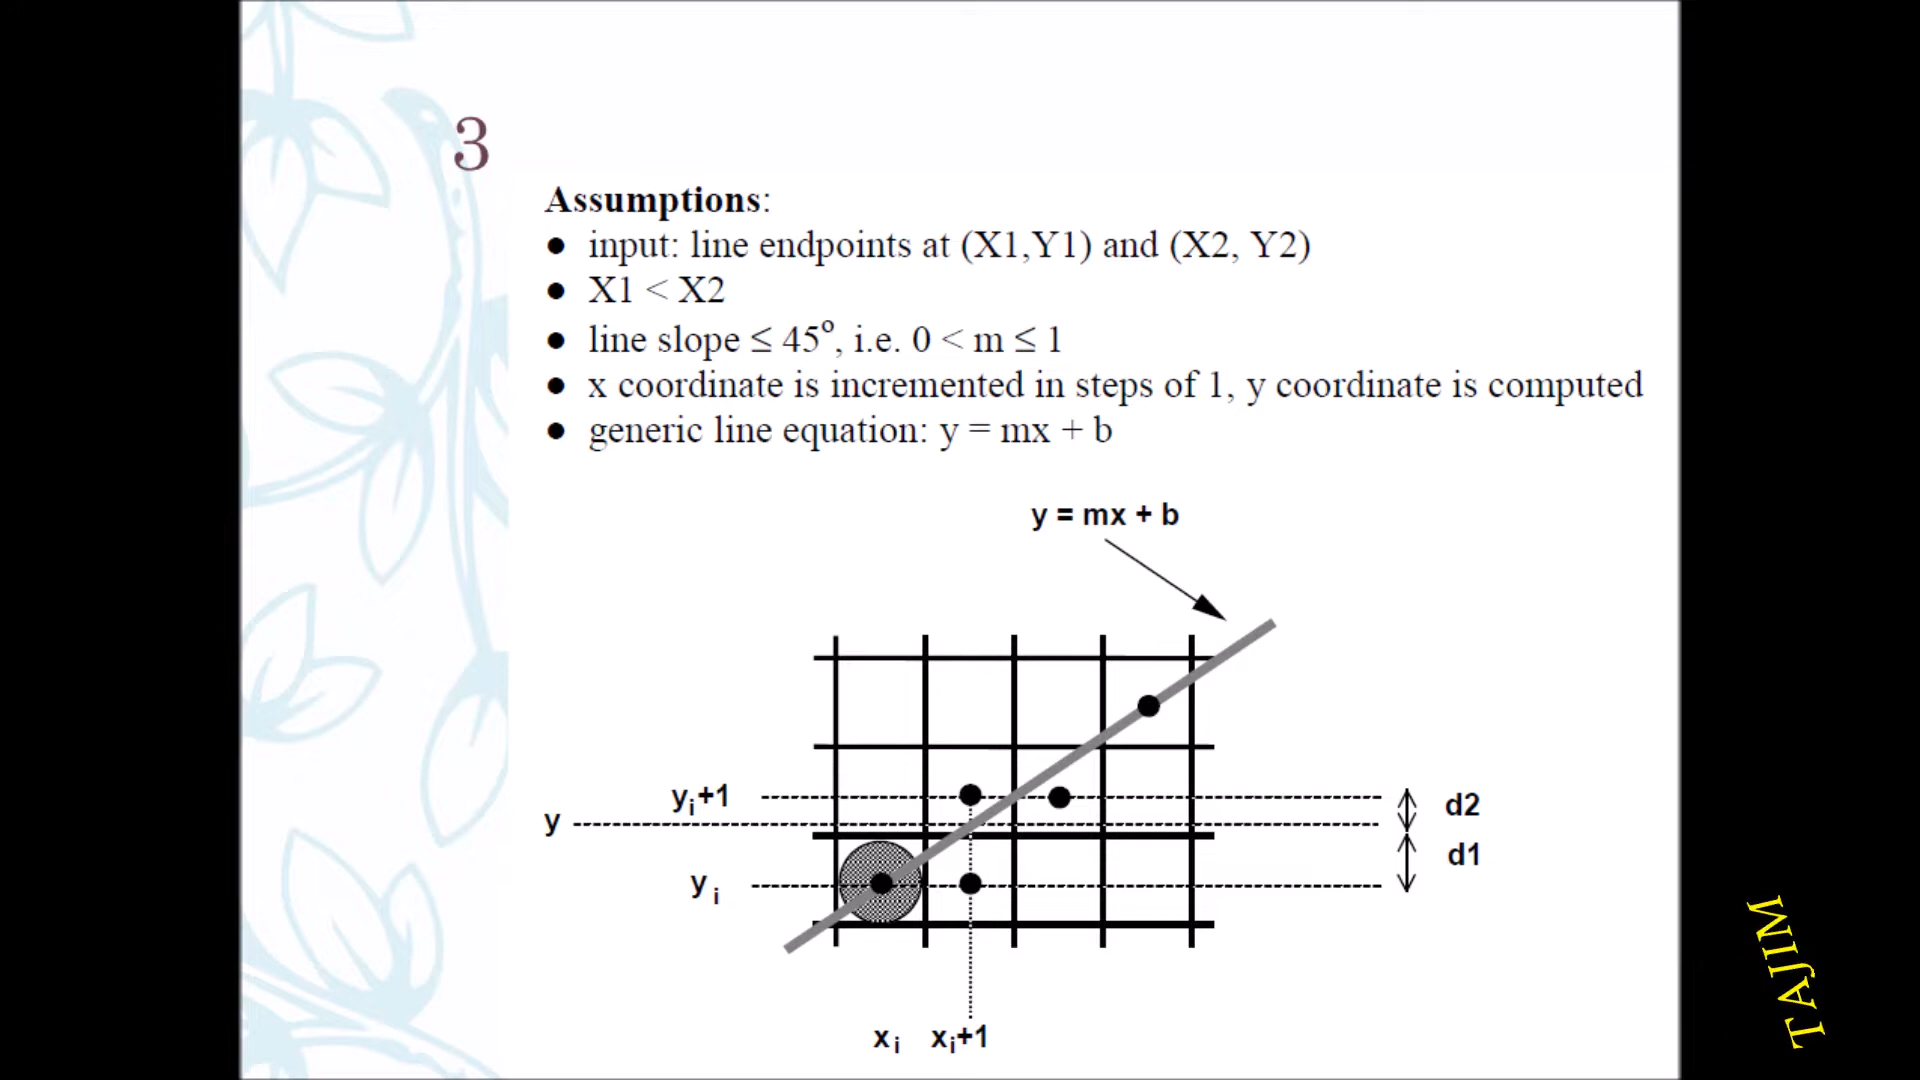 3
Assumptions:
● input: line endpoints at (X1,Y1) and (X2, Y2)
● X1 < X2
● line slope ≤ 45°, i.e. 0 < m ≤ 1
● x coordinate is incremented in steps of 1, y coordinate is computed
● generic line equation: y = mx + b
y = mx + b
yi+1
d2
y
d1
yi
xi xi+1
TAJIM